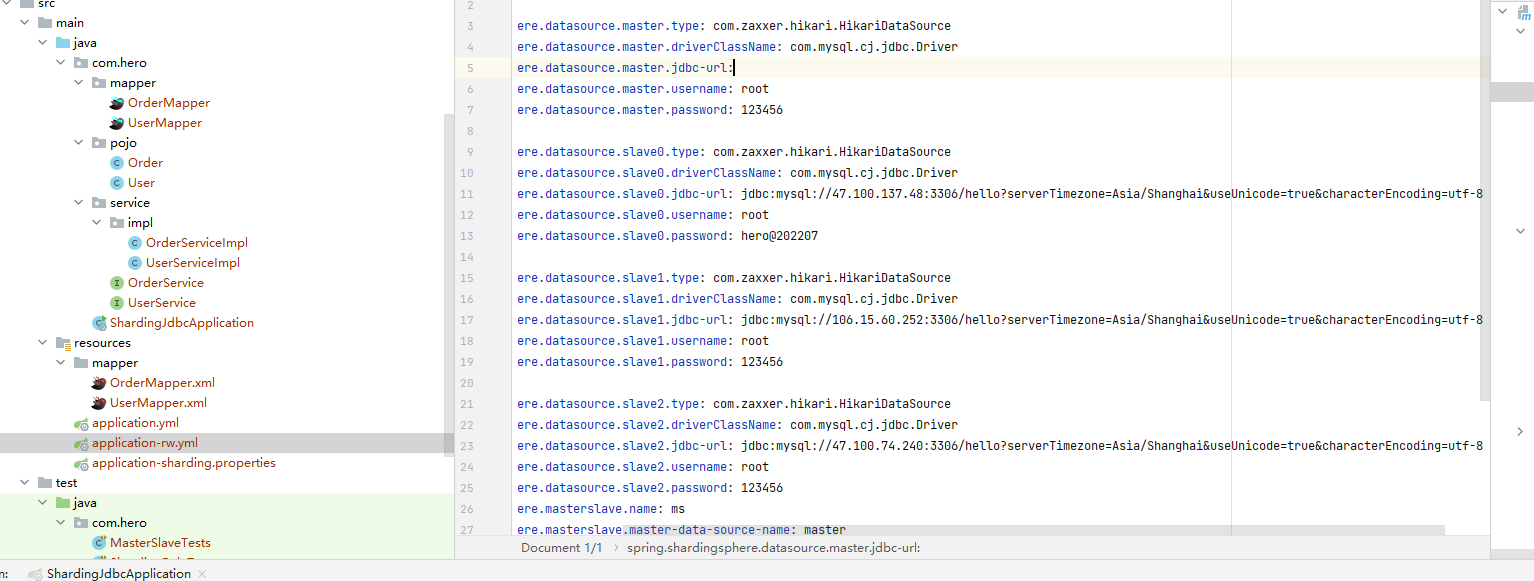 src
main
java
com.hero
mapper
OrderMapper
UserMapper
pojo
Order
User
service
impl
OrderServiceImpl
UserServiceImpl
OrderService
UserService
ShardingJdbcApplication
resources
mapper
OrderMapper.xml
UserMapper.xml
application.yml
application-rw.yml
application-sharding.properties
test
java
com.hero
MasterSlaveTests
2
3 ere.datasource.master.type: com.zaxxer.hikari.HikariDataSource
4 ere.datasource.master.driverClassName: com.mysql.cj.jdbc.Driver
5 ere.datasource.master.jdbc-url:
6 ere.datasource.master.username: root
7 ere.datasource.master.password: 123456
8
9 ere.datasource.slave0.type: com.zaxxer.hikari.HikariDataSource
10 ere.datasource.slave0.driverClassName: com.mysql.cj.jdbc.Driver
11 ere.datasource.slave0.jdbc-url: jdbc:mysql://47.100.137.48:3306/hello?serverTimezone=Asia/Shanghai&useUnicode=true&characterEncoding=utf-8
12 ere.datasource.slave0.username: root
13 ere.datasource.slave0.password: hero@202207
14
15 ere.datasource.slave1.type: com.zaxxer.hikari.HikariDataSource
16 ere.datasource.slave1.driverClassName: com.mysql.cj.jdbc.Driver
17 ere.datasource.slave1.jdbc-url: jdbc:mysql://106.15.60.252:3306/hello?serverTimezone=Asia/Shanghai&useUnicode=true&characterEncoding=utf-8
18 ere.datasource.slave1.username: root
19 ere.datasource.slave1.password: 123456
20
21 ere.datasource.slave2.type: com.zaxxer.hikari.HikariDataSource
22 ere.datasource.slave2.driverClassName: com.mysql.cj.jdbc.Driver
23 ere.datasource.slave2.jdbc-url: jdbc:mysql://47.100.74.240:3306/hello?serverTimezone=Asia/Shanghai&useUnicode=true&characterEncoding=utf-8
24 ere.datasource.slave2.username: root
25 ere.datasource.slave2.password: 123456
26 ere.masterslave.name: ms
27 ere.masterslave.master-data-source-name: master
Document 1/1 › spring.shardingsphere.datasource.master.jdbc-url:
n: ShardingJdbcApplication